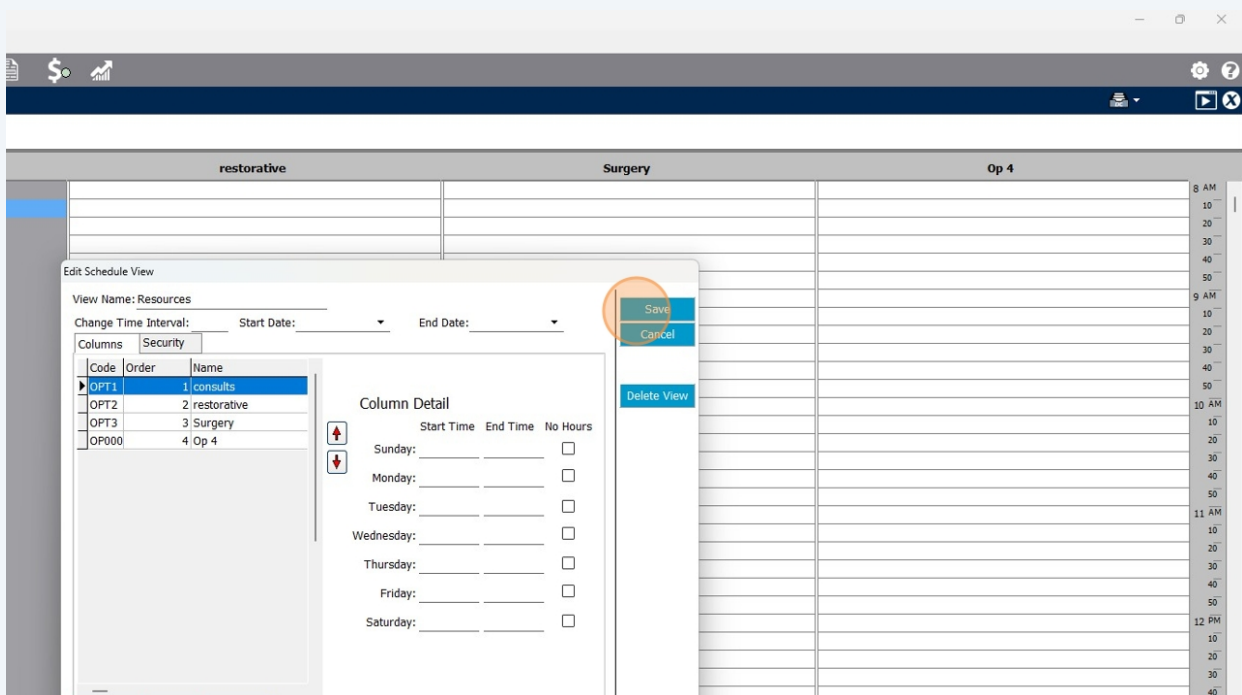 restorative Surgery Op 4
8 AM
10
20
30
40
50
9 AM
10
20
30
40
50
10 AM
10
20
30
40
50
11 AM
10
20
30
40
50
12 PM
10
20
30
40
Edit Schedule View
View Name: Resources
Change Time Interval: Start Date: End Date:
Columns Security
Code Order Name
OPT1 1 consults
OPT2 2 restorative
OPT3 3 Surgery
OP000 4 Op 4
Column Detail
Start Time End Time No Hours
Sunday:
Monday:
Tuesday:
Wednesday:
Thursday:
Friday:
Saturday:
Save
Cancel
Delete View